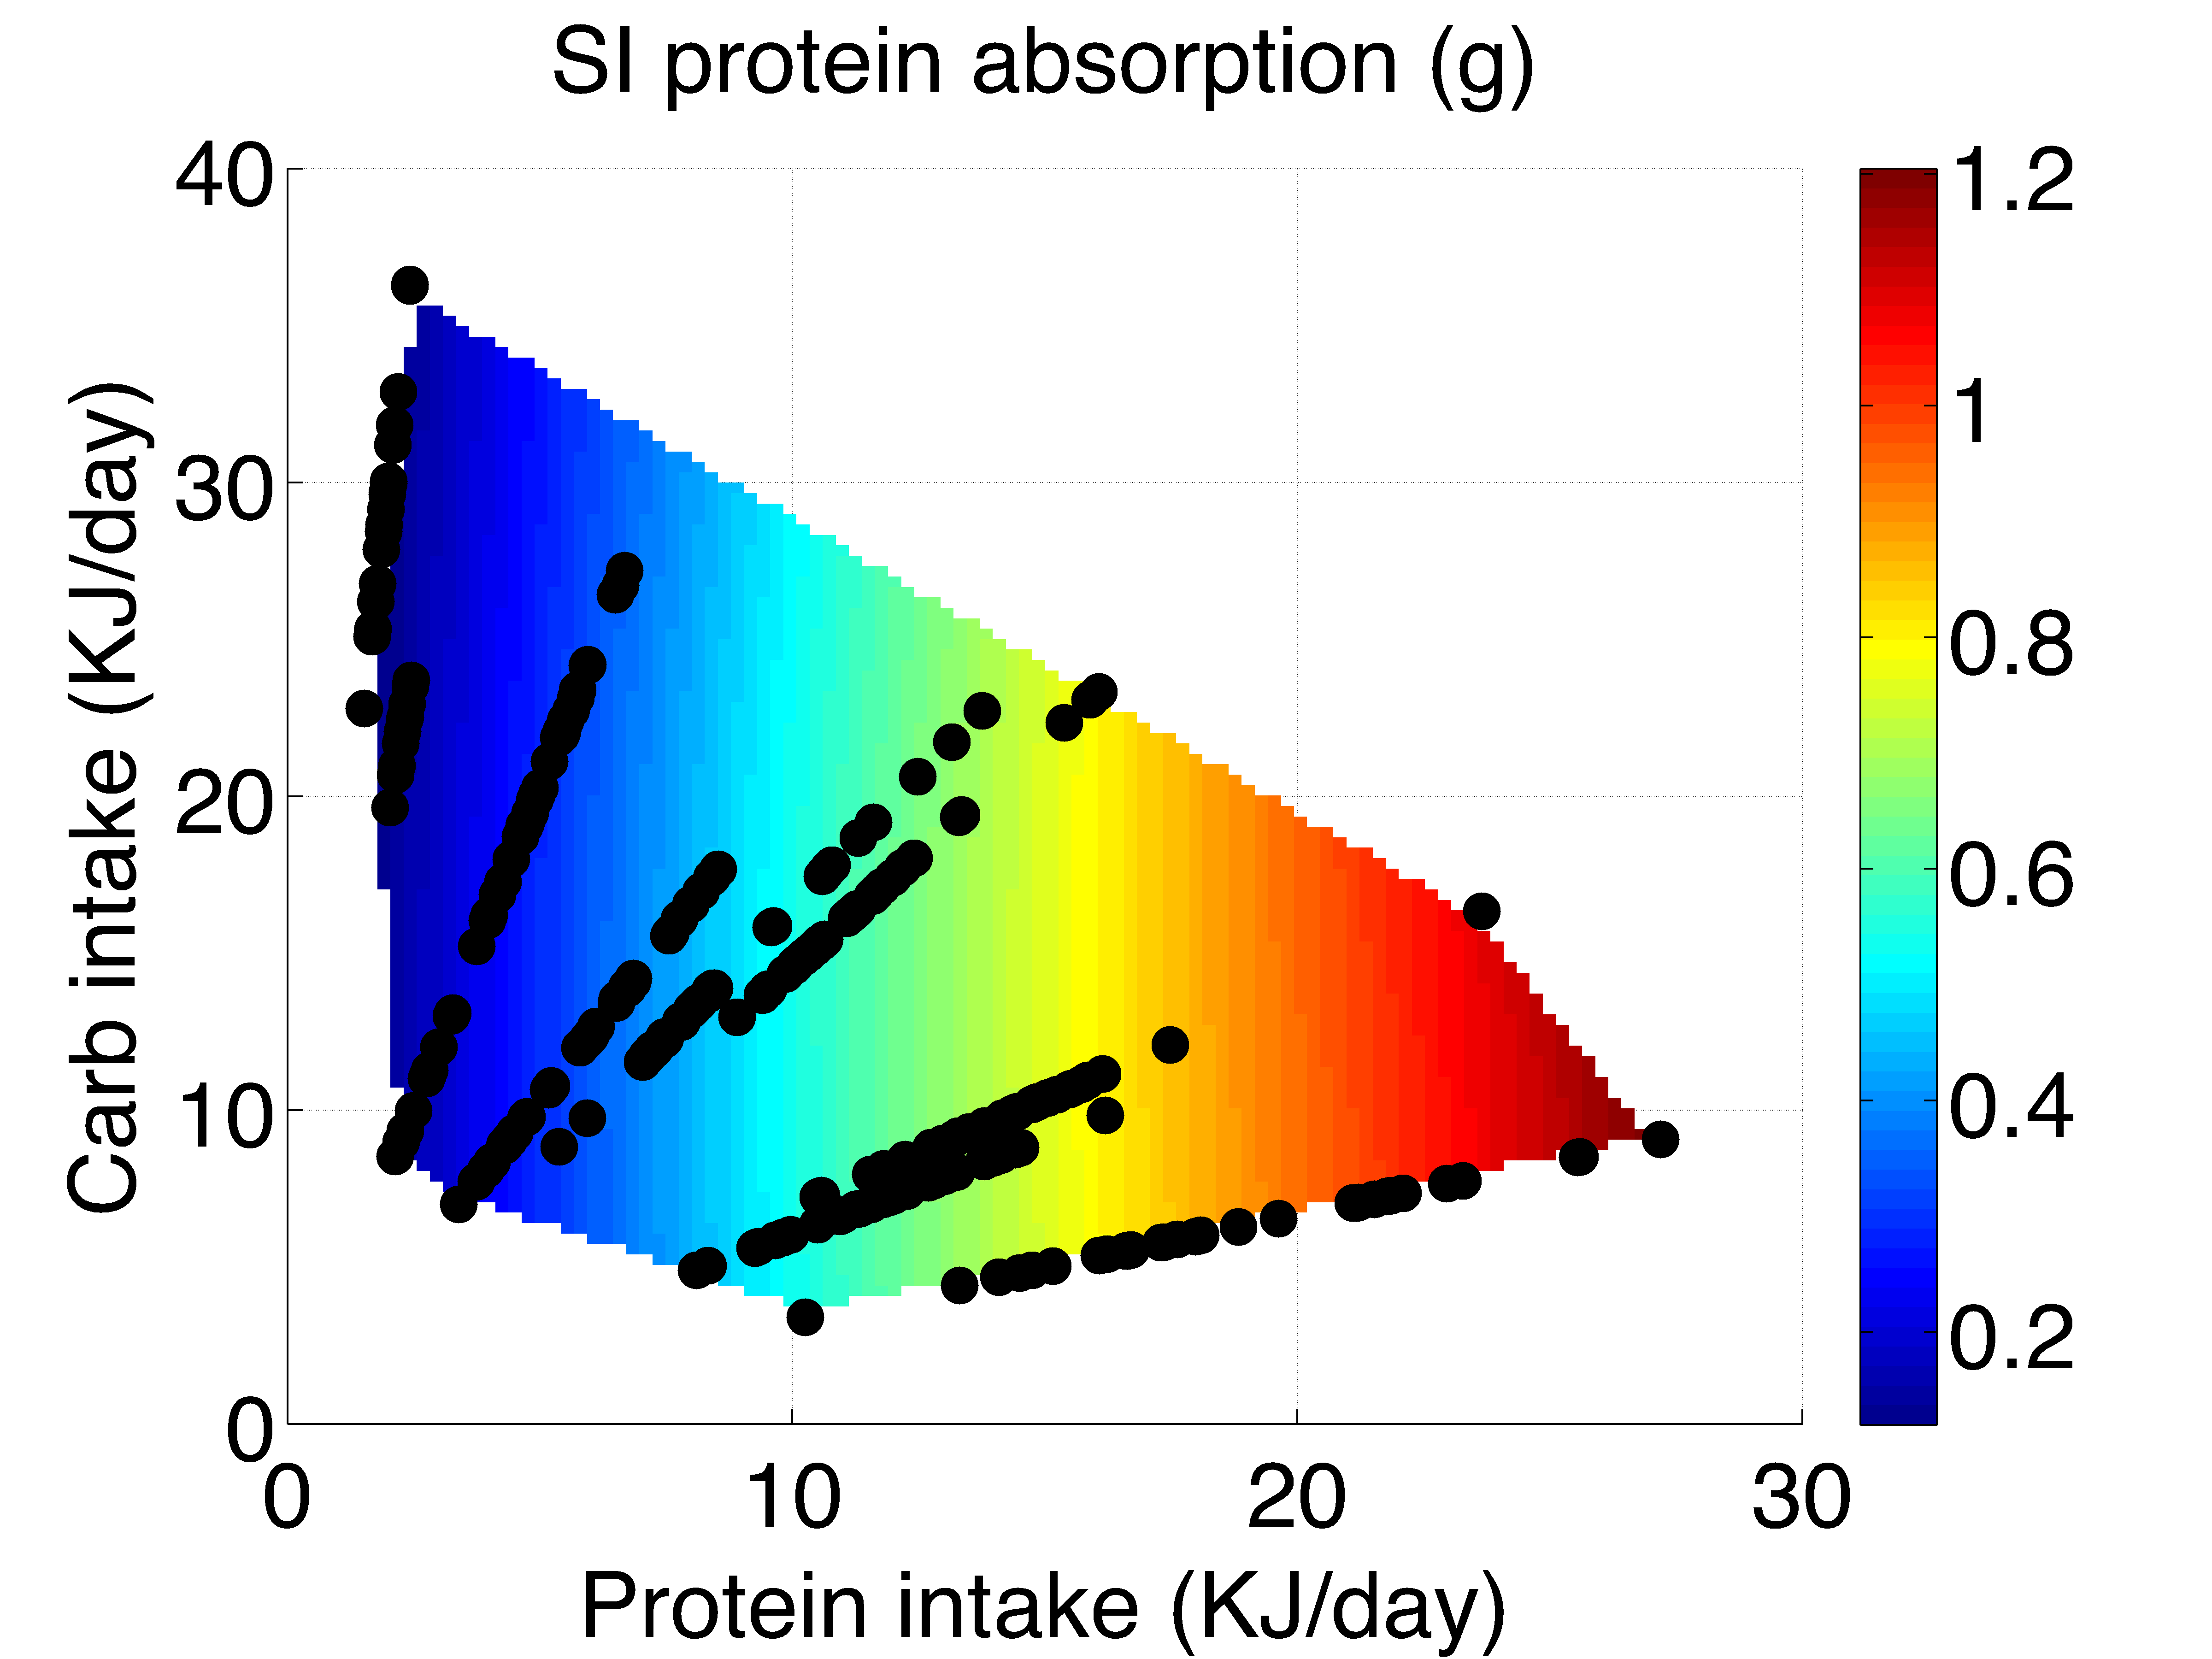 SI protein absorption (g)
40
30
20
10
0
Carb intake (KJ/day)
0 10 20 30
Protein intake (KJ/day)
1.2
1
0.8
0.6
0.4
0.2